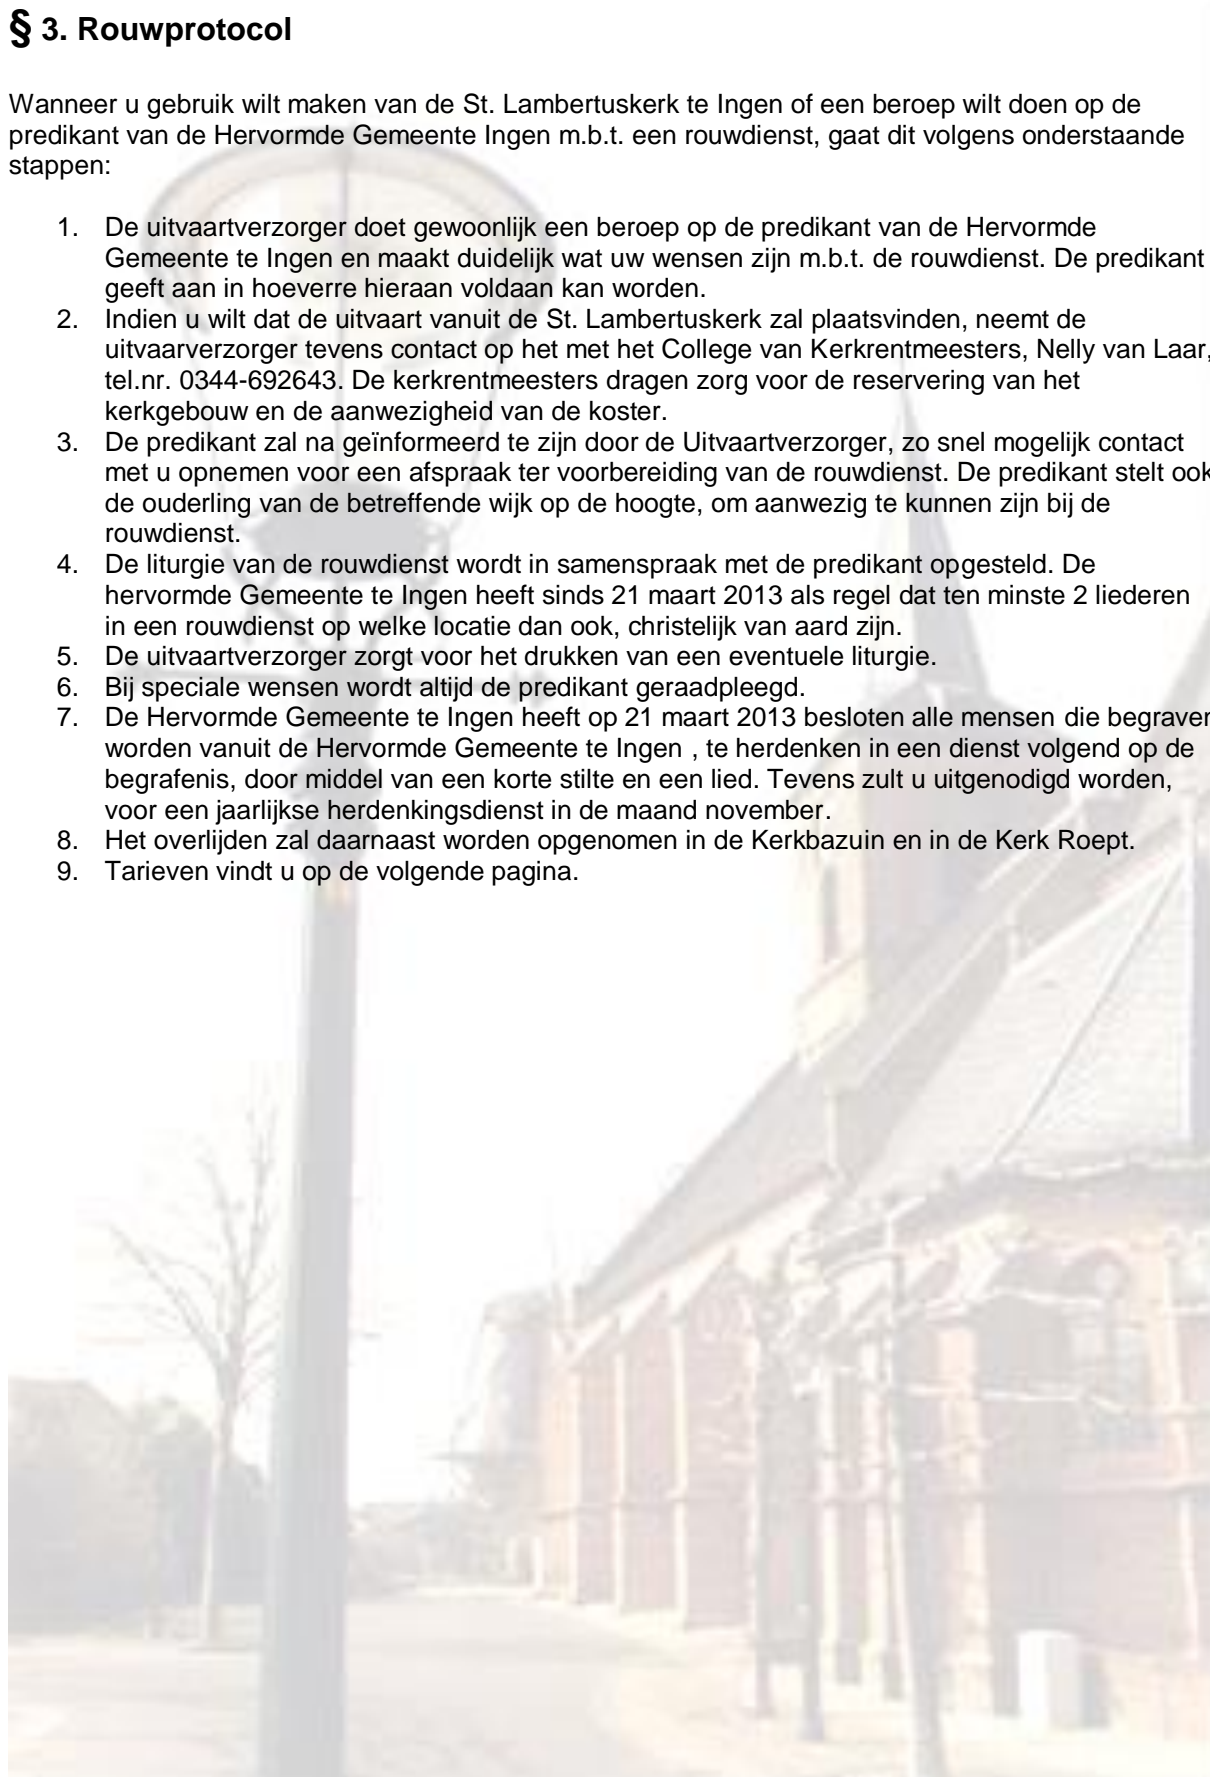 § 3. Rouwprotocol
Wanneer u gebruik wilt maken van de St. Lambertuskerk te Ingen of een beroep wilt doen op de
predikant van de Hervormde Gemeente Ingen m.b.t. een rouwdienst, gaat dit volgens onderstaande
stappen:
1. De uitvaartverzorger doet gewoonlijk een beroep op de predikant van de Hervormde
Gemeente te Ingen en maakt duidelijk wat uw wensen zijn m.b.t. de rouwdienst. De predikant
geeft aan in hoeverre hieraan voldaan kan worden.
2. Indien u wilt dat de uitvaart vanuit de St. Lambertuskerk zal plaatsvinden, neemt de
uitvaarverzorger tevens contact op het met het College van Kerkrentmeesters, Nelly van Laar,
tel.nr. 0344-692643. De kerkrentmeesters dragen zorg voor de reservering van het
kerkgebouw en de aanwezigheid van de koster.
3. De predikant zal na geïnformeerd te zijn door de Uitvaartverzorger, zo snel mogelijk contact
met u opnemen voor een afspraak ter voorbereiding van de rouwdienst. De predikant stelt ook
de ouderling van de betreffende wijk op de hoogte, om aanwezig te kunnen zijn bij de
rouwdienst.
4. De liturgie van de rouwdienst wordt in samenspraak met de predikant opgesteld. De
hervormde Gemeente te Ingen heeft sinds 21 maart 2013 als regel dat ten minste 2 liederen
in een rouwdienst op welke locatie dan ook, christelijk van aard zijn.
5. De uitvaartverzorger zorgt voor het drukken van een eventuele liturgie.
6. Bij speciale wensen wordt altijd de predikant geraadpleegd.
7. De Hervormde Gemeente te Ingen heeft op 21 maart 2013 besloten alle mensen die begraven
worden vanuit de Hervormde Gemeente te Ingen , te herdenken in een dienst volgend op de
begrafenis, door middel van een korte stilte en een lied. Tevens zult u uitgenodigd worden,
voor een jaarlijkse herdenkingsdienst in de maand november.
8. Het overlijden zal daarnaast worden opgenomen in de Kerkbazuin en in de Kerk Roept.
9. Tarieven vindt u op de volgende pagina.